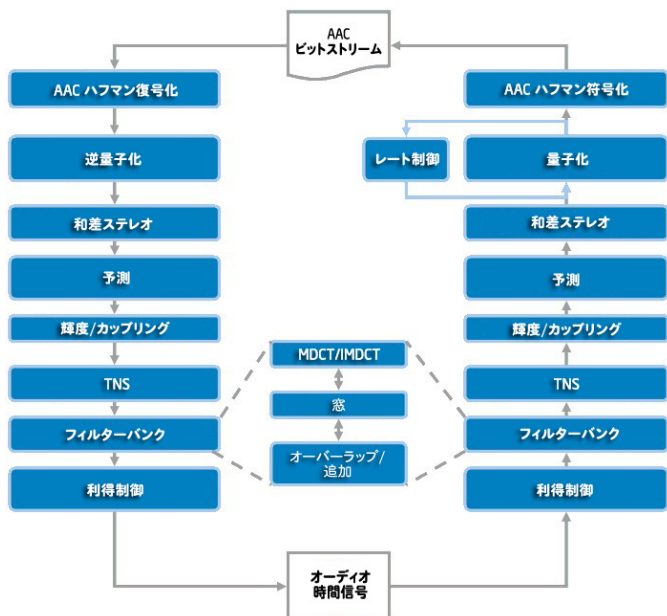 AAC
ビットストリーム
AAC ハフマン復号化
逆量子化
和差ステレオ
予測
輝度/カップリング
TNS
フィルターバンク
利得制御
MDCT/IMDCT
窓
オーバーラップ/
追加
AAC ハフマン符号化
レート制御
量子化
和差ステレオ
予測
輝度/カップリング
TNS
フィルターバンク
利得制御
オーディオ
時間信号